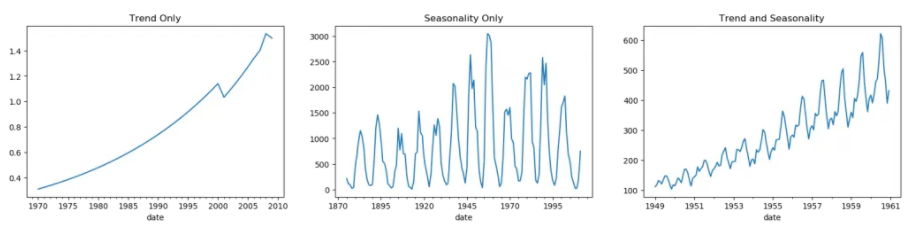 Trend Only
1.4
1.2
1.0
0.8
0.6
0.4
1970 1975 1980 1985 1990 1995 2000 2005 2010
date
Seasonality Only
3000
2500
2000
1500
1000
500
0
1870 1895 1920 1945 1970 1995
date
Trend and Seasonality
600
500
400
300
200
100
1949 1951 1953 1955 1957 1959 1961
date